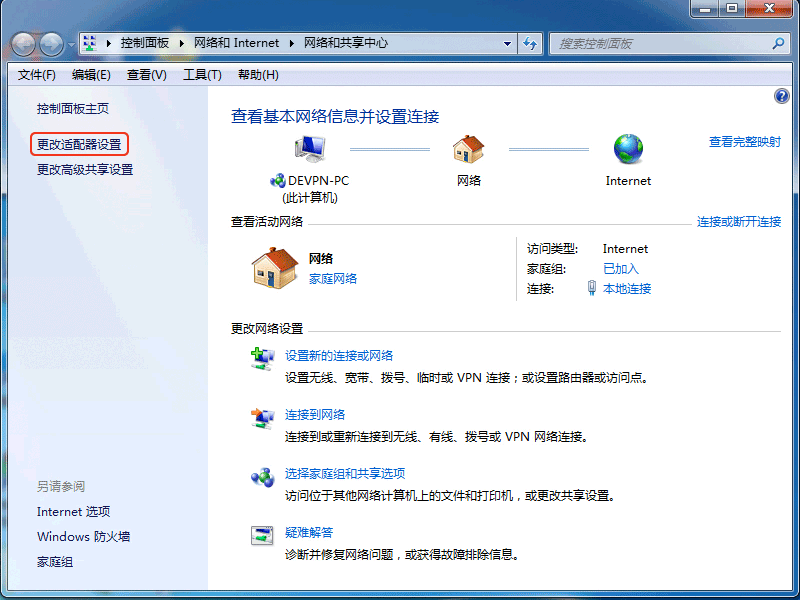 控制面板 网络和 Internet 网络和共享中心
搜索控制面板
文件(F) 编辑(E) 查看(V) 工具(T) 帮助(H)
控制面板主页
更改适配器设置
更改高级共享设置
查看基本网络信息并设置连接
DEVPN-PC
(此计算机)
网络
Internet
查看完整映射
查看活动网络
连接或断开连接
网络
家庭网络
访问类型: Internet
家庭组: 已加入
连接: 本地连接
更改网络设置
设置新的连接或网络
设置无线、宽带、拨号、临时或 VPN 连接；或设置路由器或访问点。
连接到网络
连接到或重新连接到无线、有线、拨号或 VPN 网络连接。
选择家庭组和共享选项
访问位于其他网络计算机上的文件和打印机，或更改共享设置。
疑难解答
诊断并修复网络问题，或获得故障排除信息。
另请参阅
Internet 选项
Windows 防火墙
家庭组